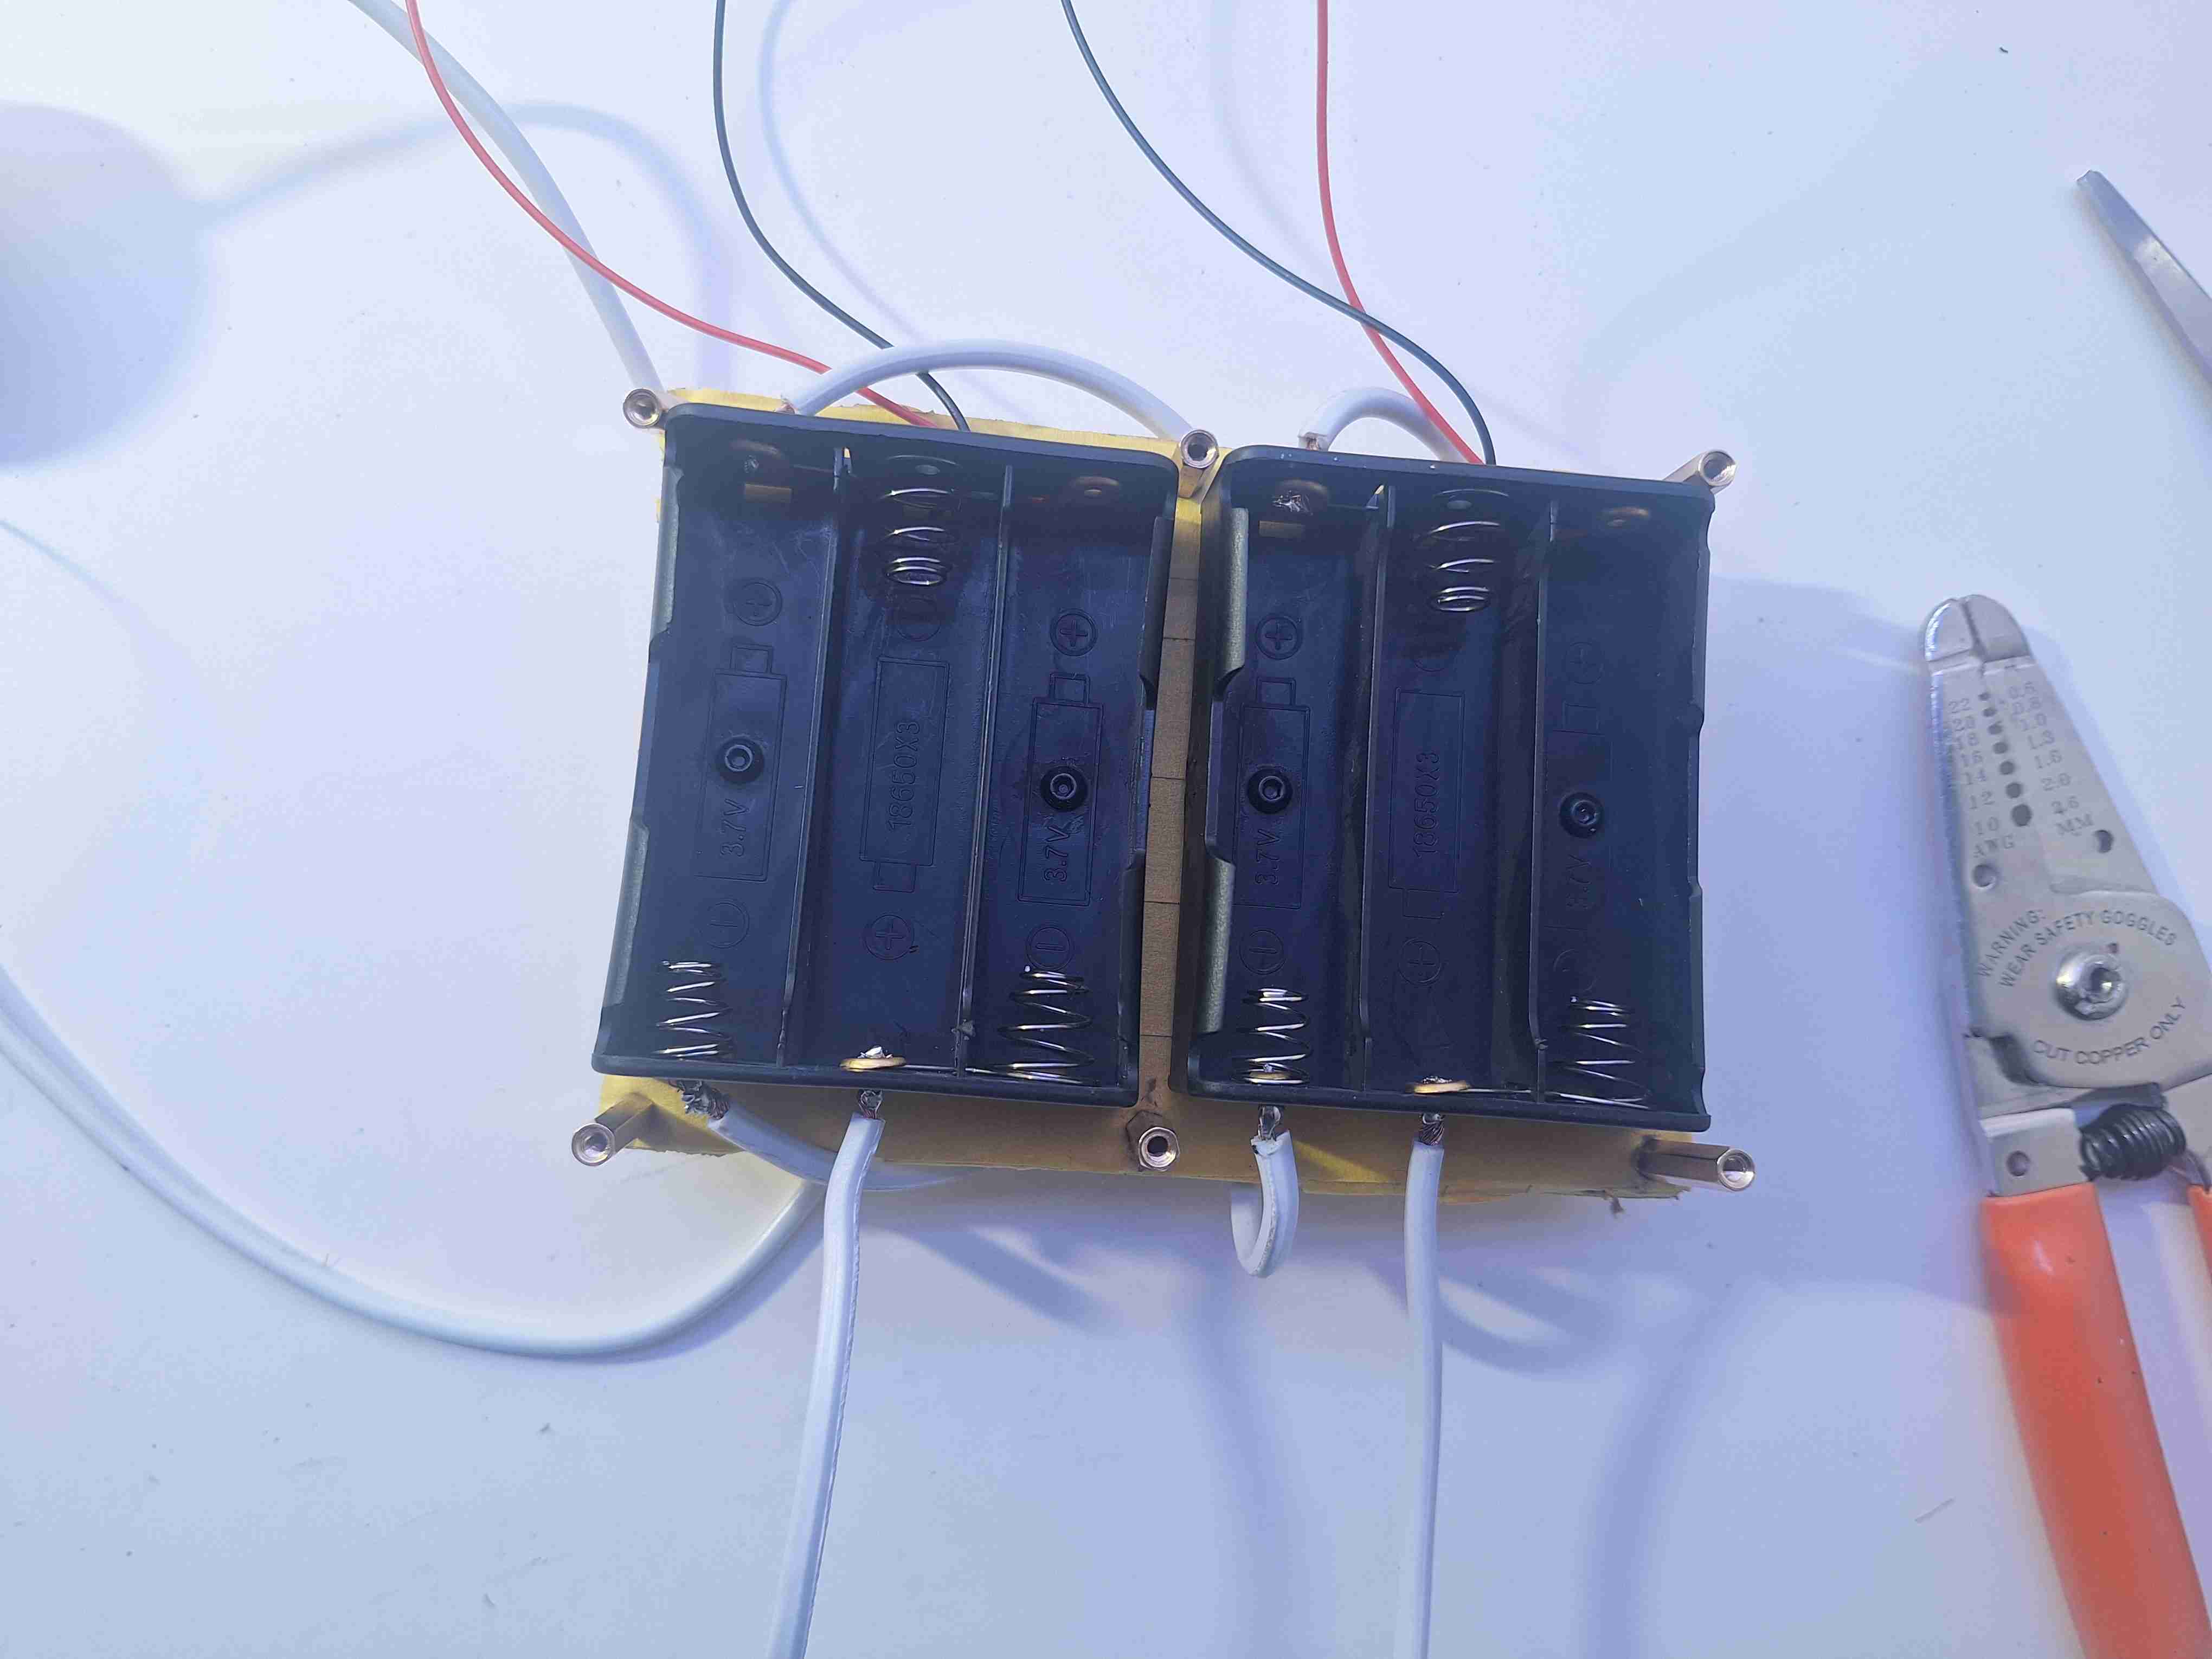 3.7V
18650X3
3.7V
3.7V
18650X3
3.7V
WARNING:
WEAR SAFETY GOGGLES
CUT COPPER ONLY
AWG
10 12 14 16 18 20 22
2.6 2.0 1.6 1.3 1.0 0.8 0.6
MM